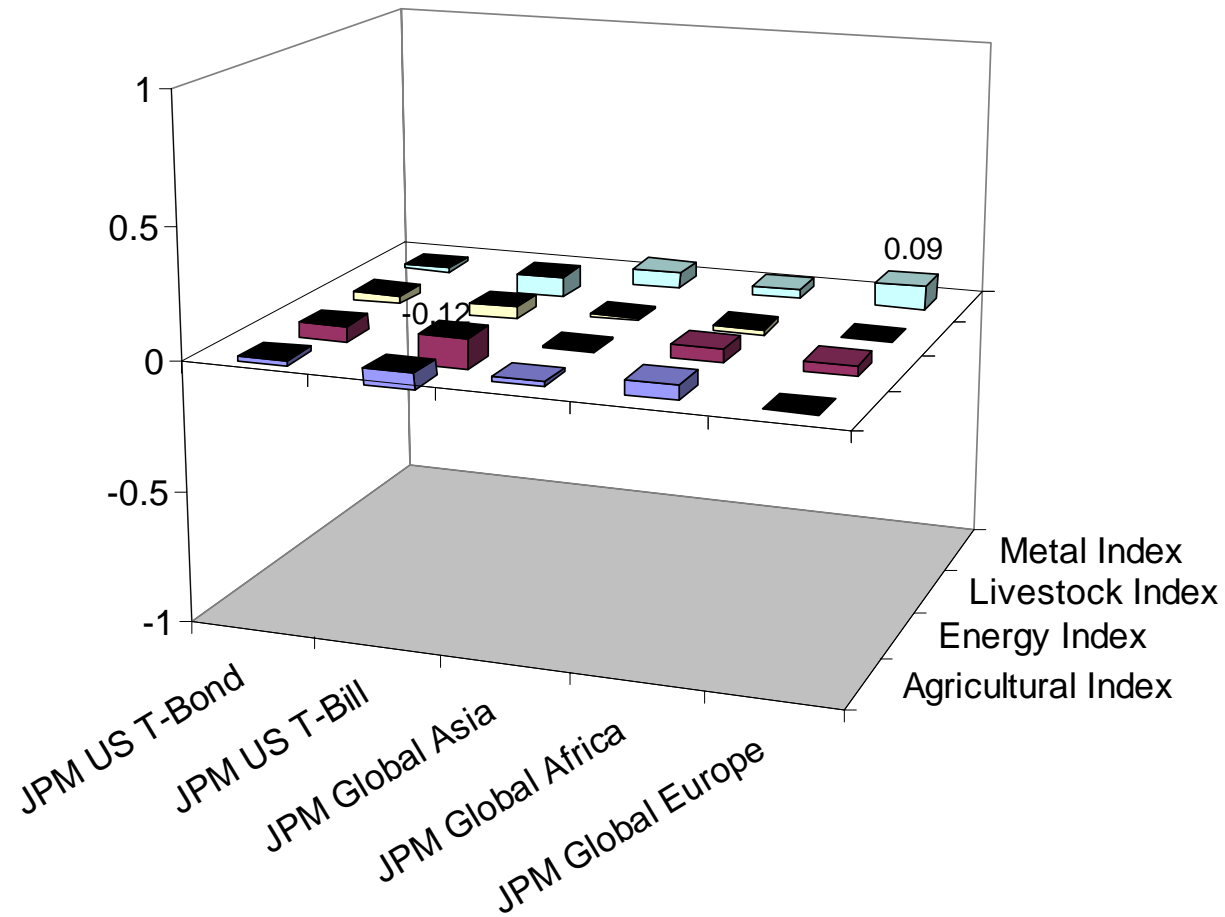 1
0.5
0
-0.5
-1
0.09
-0.12
Metal Index
Livestock Index
Energy Index
Agricultural Index
JPM US T-Bond
JPM US T-Bill
JPM Global Asia
JPM Global Africa
JPM Global Europe